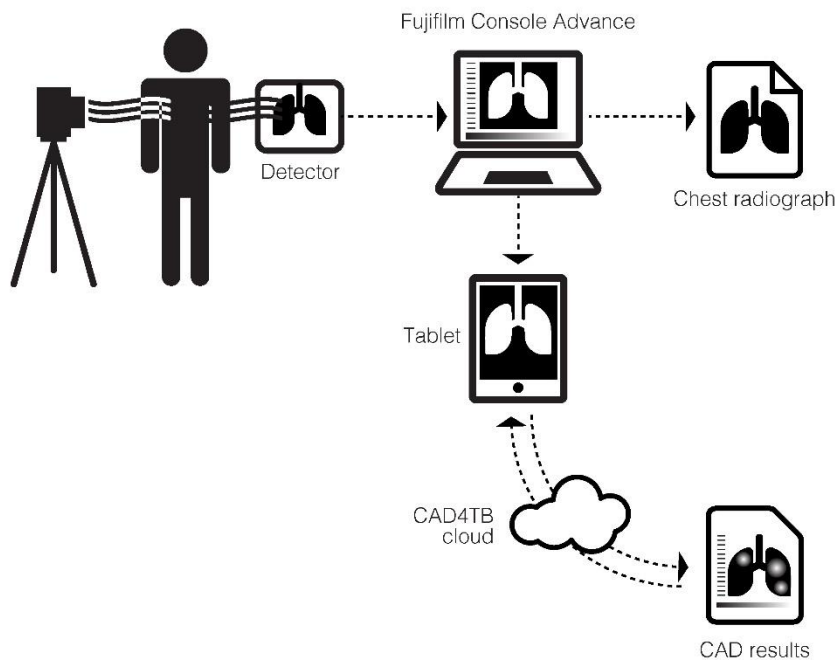 Fujifilm Console Advance
Detector
Chest radiograph
Tablet
CAD4TB
cloud
CAD results